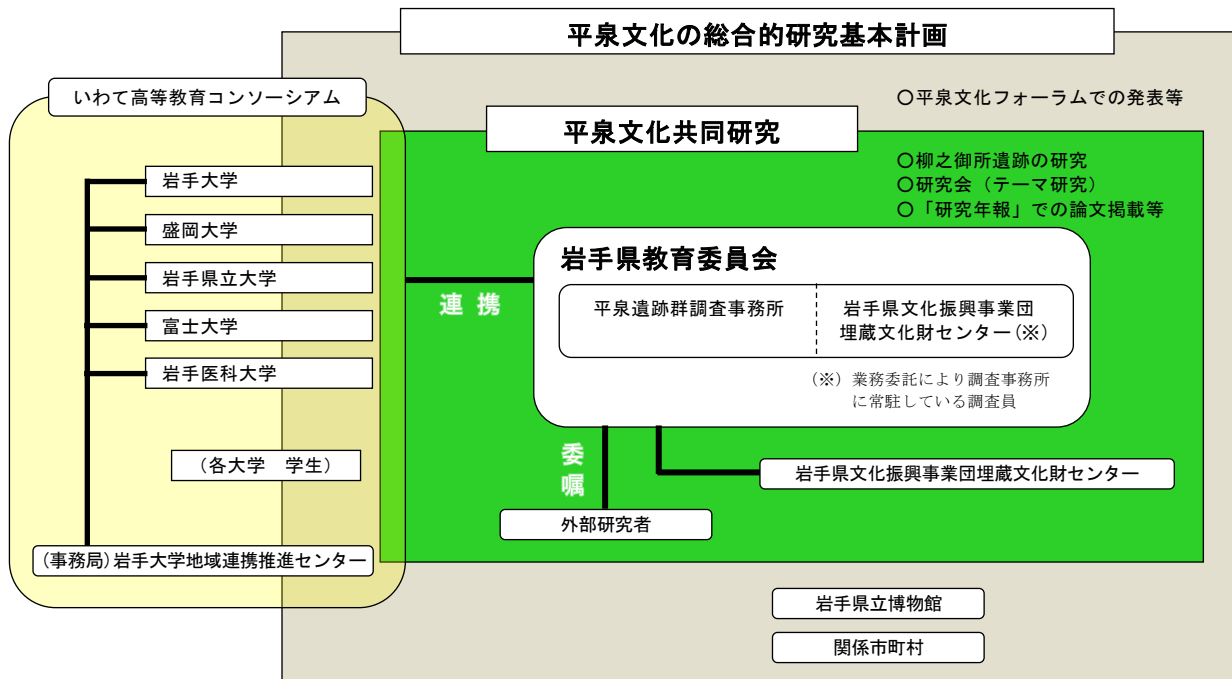 平泉文化の総合的研究基本計画
いわて高等教育コンソーシアム
〇平泉文化フォーラムでの発表等
平泉文化共同研究
〇柳之御所遺跡の研究
〇研究会（テーマ研究）
〇「研究年報」での論文掲載等
岩手大学
盛岡大学
岩手県立大学
富士大学
岩手医科大学
（各大学　学生）
(事務局)岩手大学地域連携推進センター
連携
岩手県教育委員会
平泉遺跡群調査事務所
岩手県文化振興事業団
埋蔵文化財センター(※)
（※）業務委託により調査事務所
に常駐している調査員
委嘱
岩手県文化振興事業団埋蔵文化財センター
外部研究者
岩手県立博物館
関係市町村